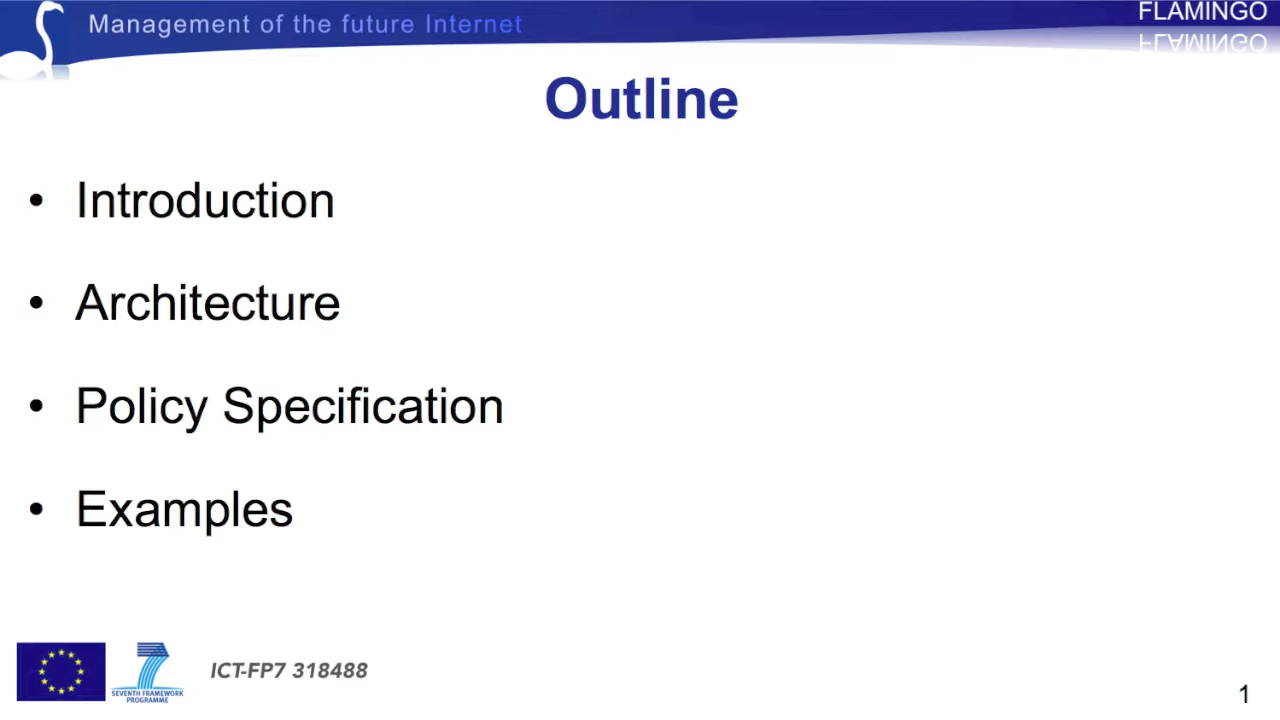 Management of the future Internet
FLAMINGO
Outline
• Introduction
• Architecture
• Policy Specification
• Examples
SEVENTH FRAMEWORK
PROGRAMME
ICT-FP7 318488
1